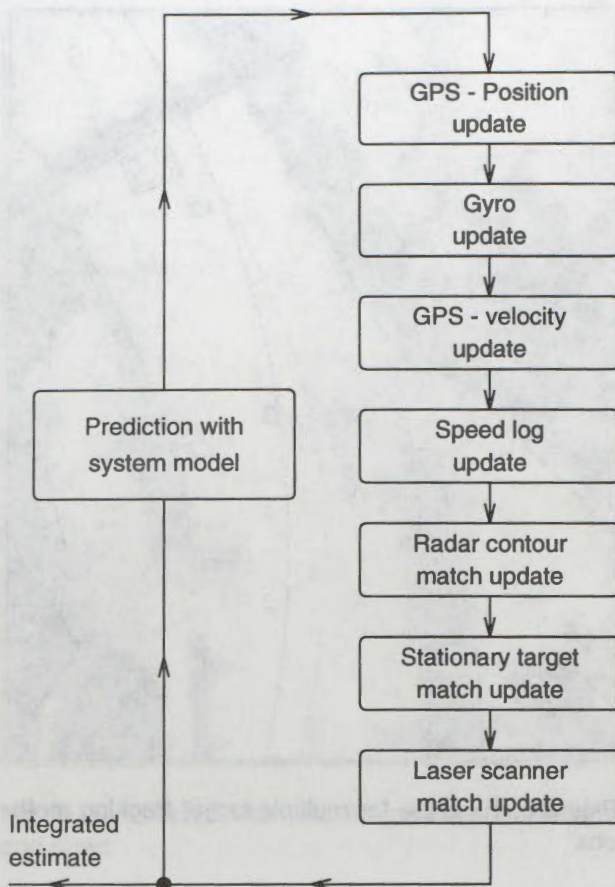 GPS - Position
update
Gyro
update
GPS - velocity
update
Prediction with
system model
Speed log
update
Radar contour
match update
Stationary target
match update
Laser scanner
match update
Integrated
estimate